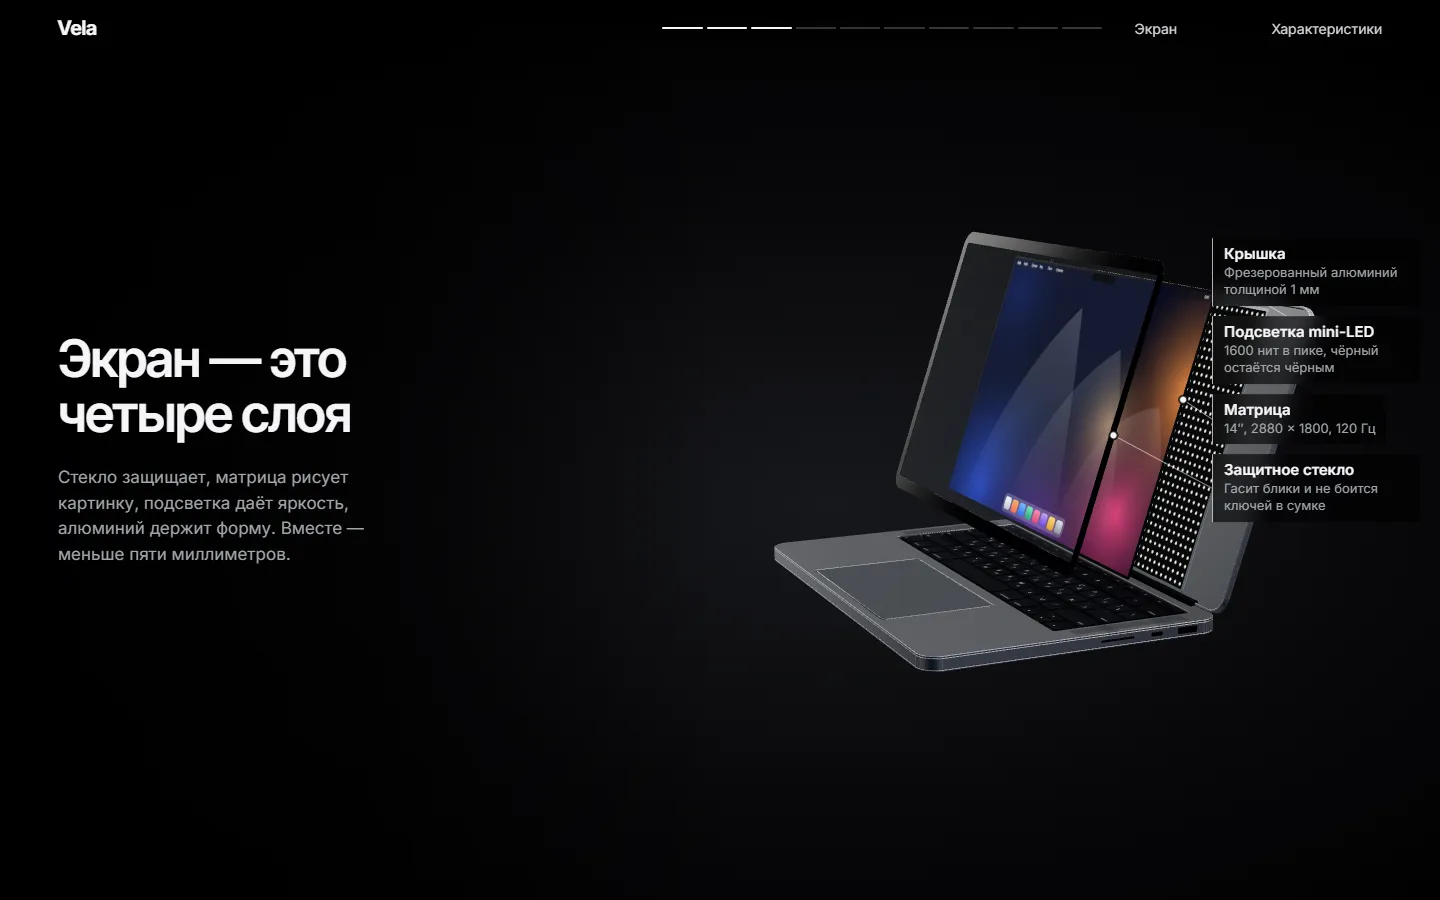 Vela
Экран
Характеристики
Экран — это
четыре слоя
Стекло защищает, матрица рисует
картинку, подсветка даёт яркость,
алюминий держит форму. Вместе —
меньше пяти миллиметров.
Крышка
Фрезерованный алюминий
толщиной 1 мм
Подсветка mini-LED
1600 нит в пике, чёрный
остаётся чёрным
Матрица
14″, 2880 × 1800, 120 Гц
Защитное стекло
Гасит блики и не боится
ключей в сумке